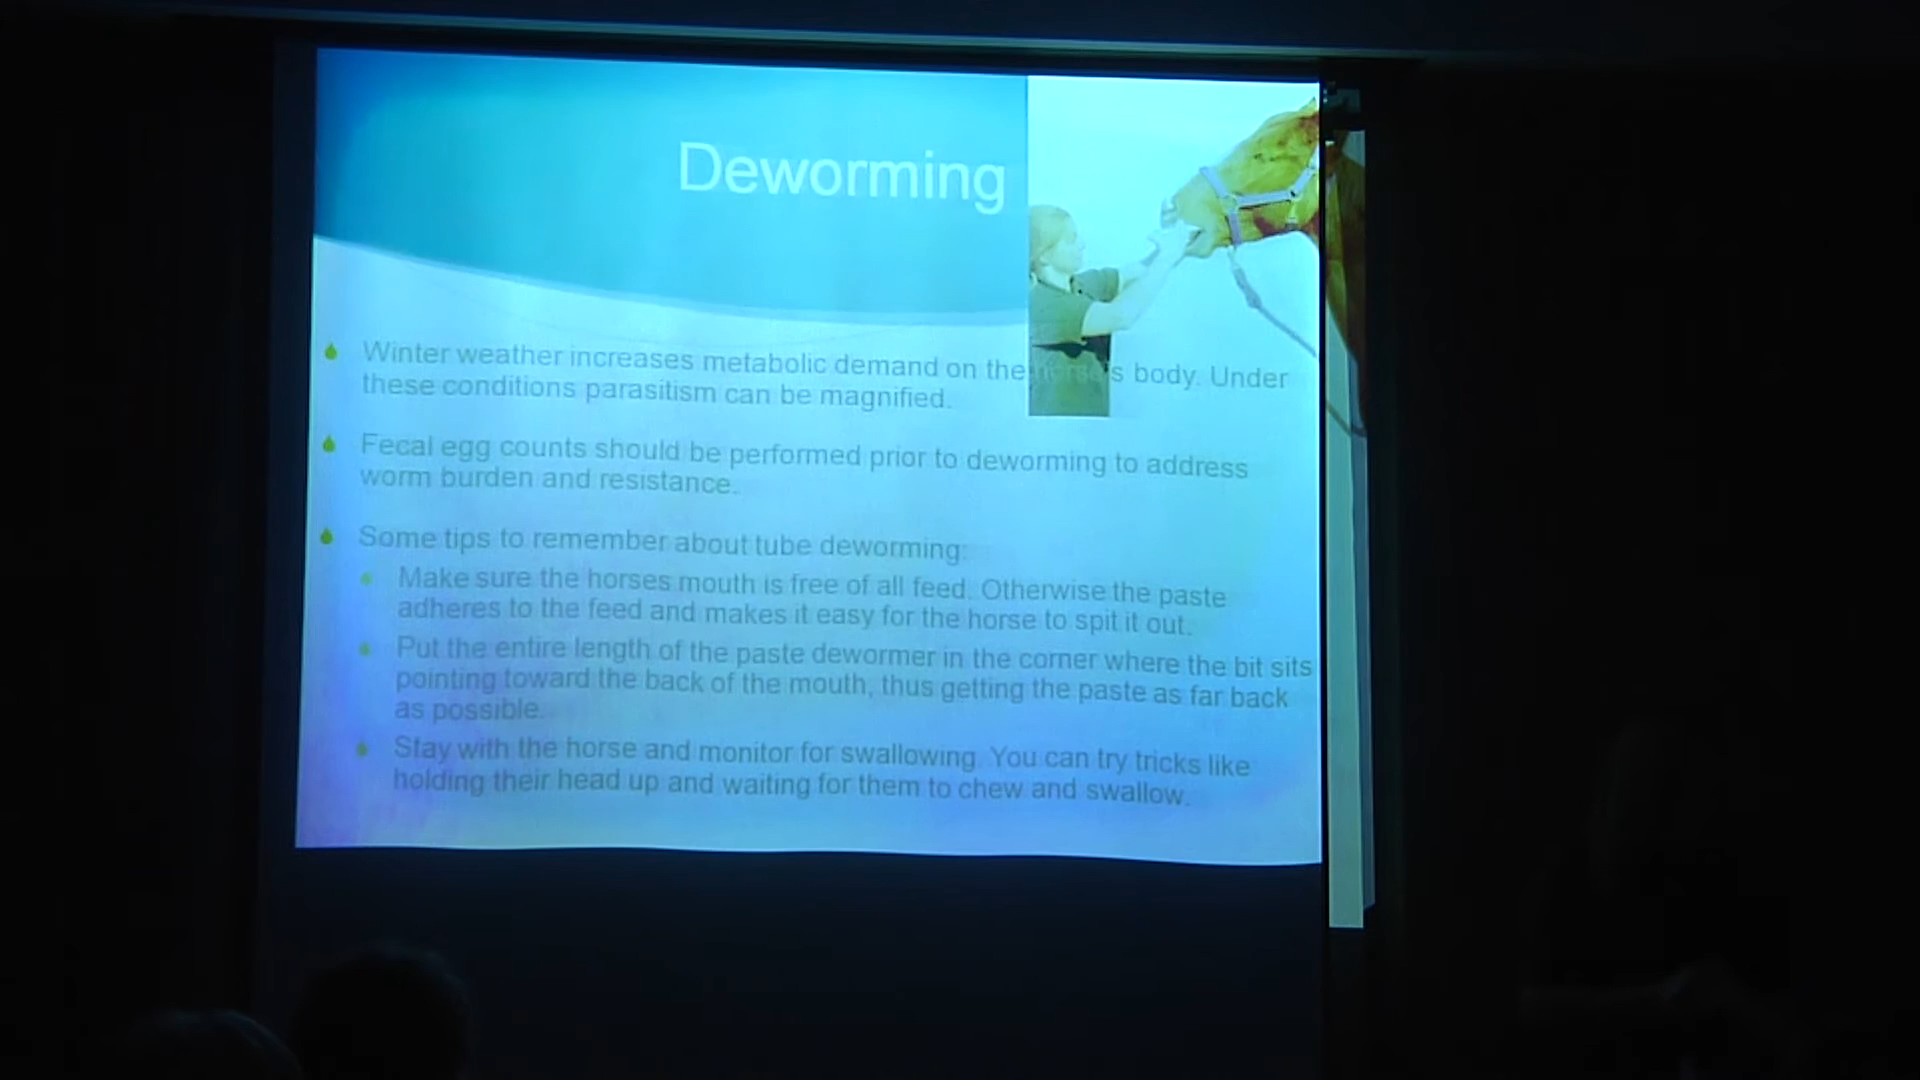 Deworming
Winter weather increases metabolic demand on the horse's body. Under
these conditions parasitism can be magnified.
Fecal egg counts should be performed prior to deworming to address
worm burden and resistance.
Some tips to remember about tube deworming:
Make sure the horses mouth is free of all feed. Otherwise the paste
adheres to the feed and makes it easy for the horse to spit it out.
Put the entire length of the paste dewormer in the corner where the bit sits
pointing toward the back of the mouth, thus getting the paste as far back
as possible.
Stay with the horse and monitor for swallowing. You can try tricks like
holding their head up and waiting for them to chew and swallow.